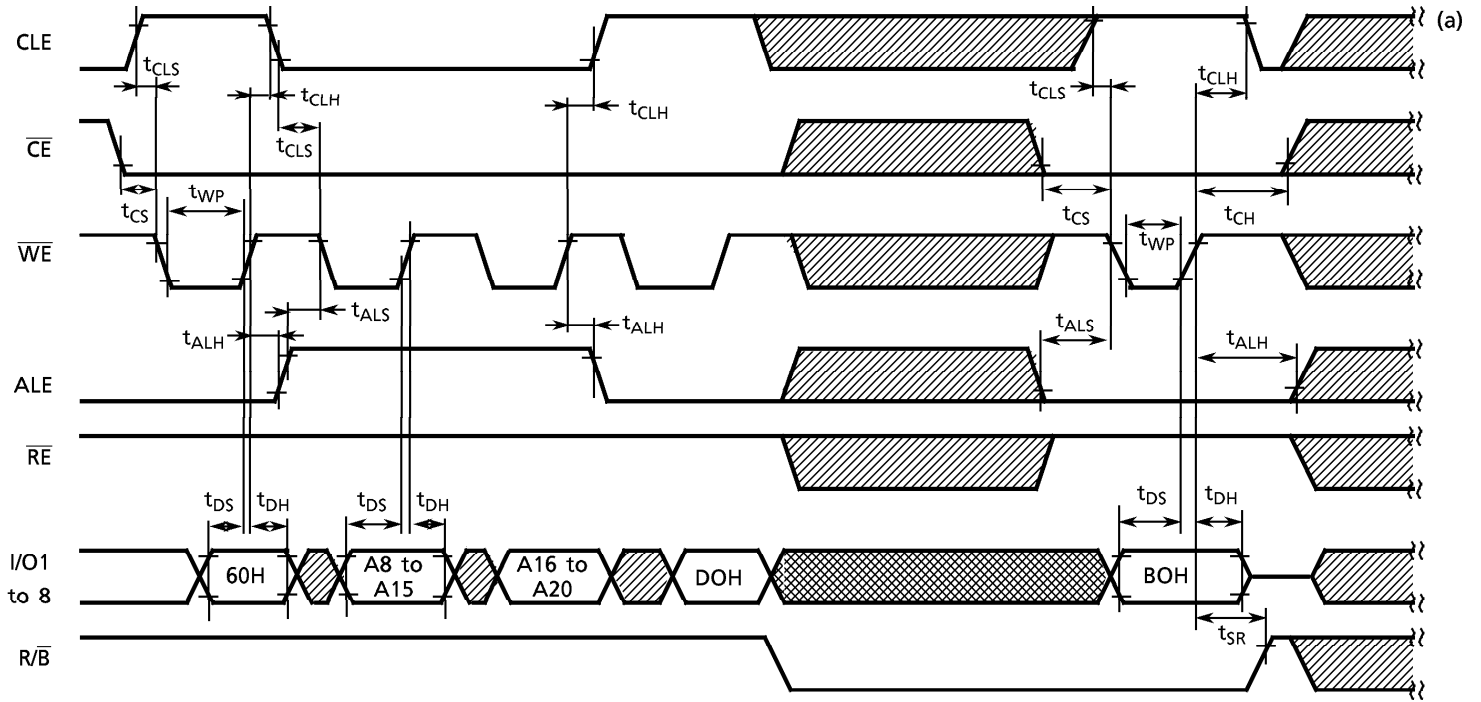 CLE (a)
tCLS tCLH tCLS tCLH
tCLH
tCLS
CE
tWP
tCS tCS tCH
WE tWP
tALS
tALH tALH tALS tALH
ALE
RE
tDS tDH tDS tDH tDS tDH
I/O1 to 8
60H A8 to A15 A16 to A20 DOH BOH
tSR
R/B